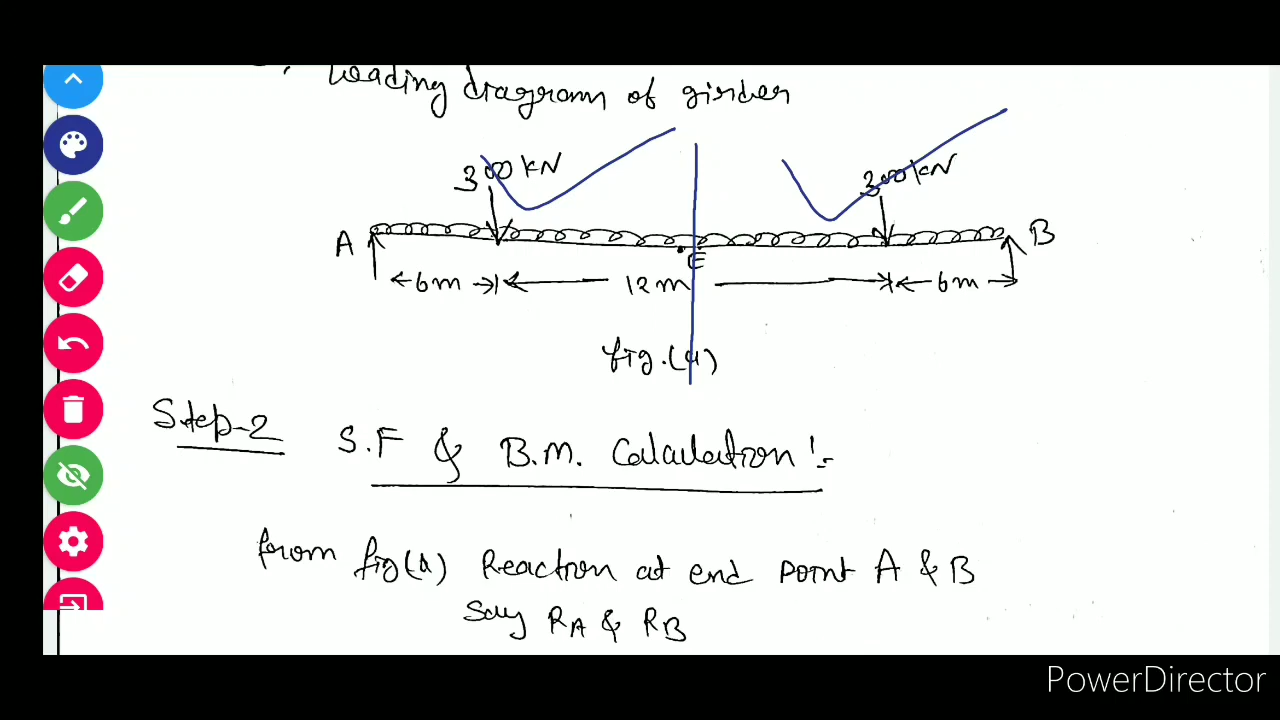 Loading diagram of girder
300 kN 300 kN
A B
C
6m 12 m 6m
fig.(a)
Step-2 S.F & B.M. Calculation :-
from fig(a) Reaction at end point A & B
Say RA & RB
PowerDirector